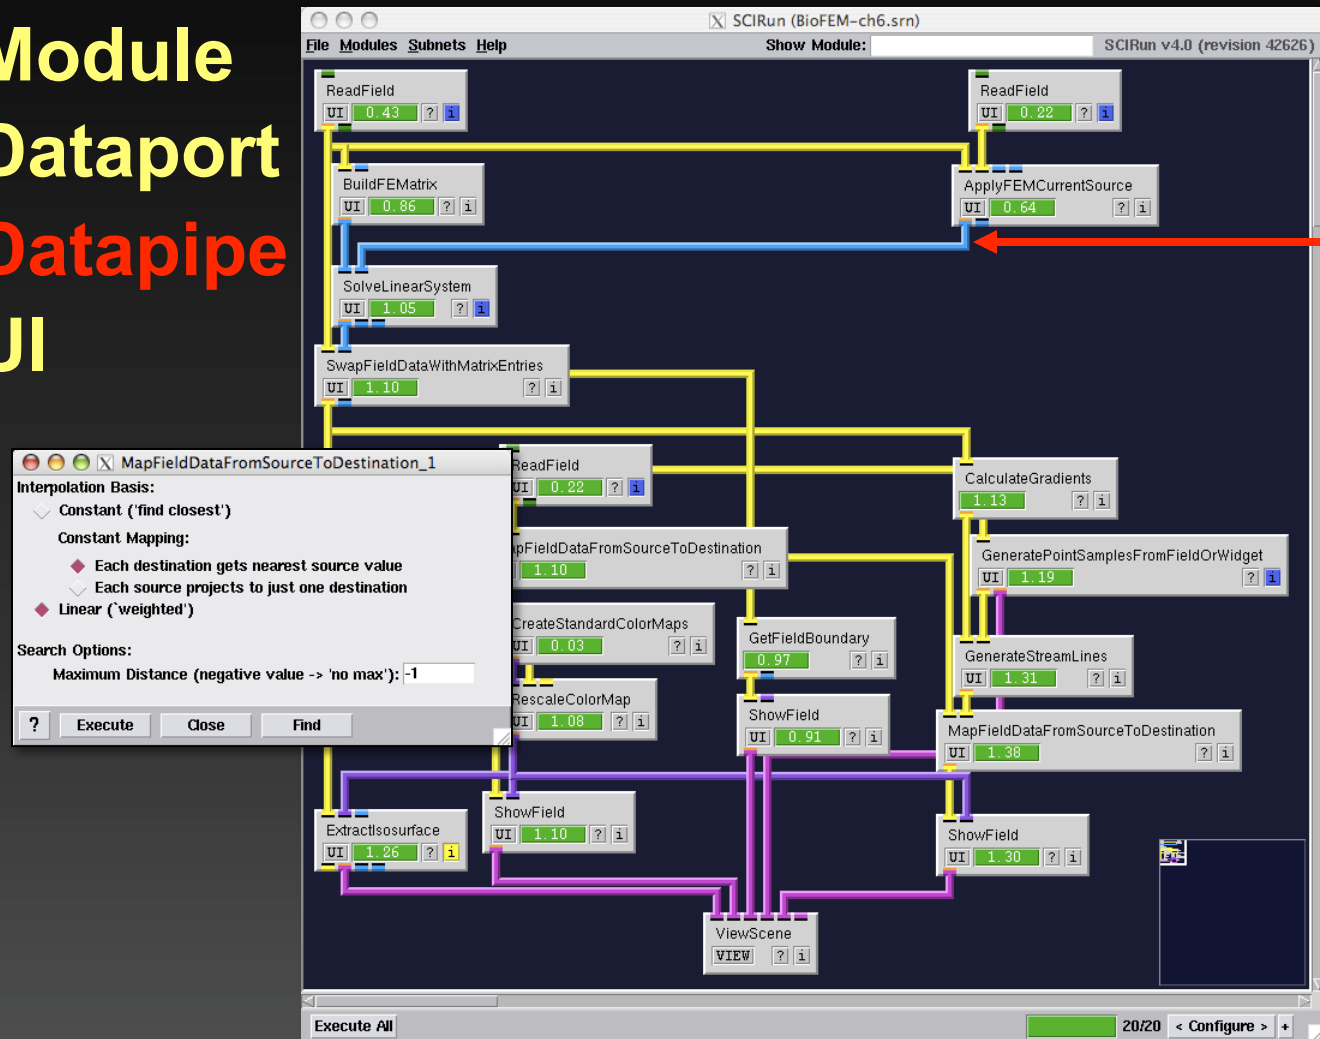 Module
Dataport
Datapipe
UI
SCIRun (BioFEM-ch6.srn)
File Modules Subnets Help
Show Module:
SCIRun v4.0 (revision 42626)
ReadField
UI 0.43 ? i
ReadField
UI 0.22 ? i
BuildFEMatrix
UI 0.86 ? i
ApplyFEMCurrentSource
UI 0.64 ? i
SolveLinearSystem
UI 1.05 ? i
SwapFieldDataWithMatrixEntries
UI 1.10 ? i
MapFieldDataFromSourceToDestination_1
Interpolation Basis:
Constant ('find closest')
Constant Mapping:
Each destination gets nearest source value
Each source projects to just one destination
Linear (`weighted')
Search Options:
Maximum Distance (negative value -> 'no max'): -1
? Execute Close Find
ReadField
UI 0.22 ? i
CalculateGradients
1.13 ? i
apFieldDataFromSourceToDestination
1.10 ? i
GeneratePointSamplesFromFieldOrWidget
UI 1.19 ? i
CreateStandardColorMaps
UI 0.03 ? i
GetFieldBoundary
0.97 ? i
GenerateStreamLines
UI 1.31 ? i
RescaleColorMap
UI 1.08 ? i
ShowField
UI 0.91 ? i
MapFieldDataFromSourceToDestination
UI 1.38 ? i
ExtractIsosurface
UI 1.26 ? i
ShowField
UI 1.10 ? i
ShowField
UI 1.30 ? i
ViewScene
VIEW ? i
Execute All
20/20 < Configure > +